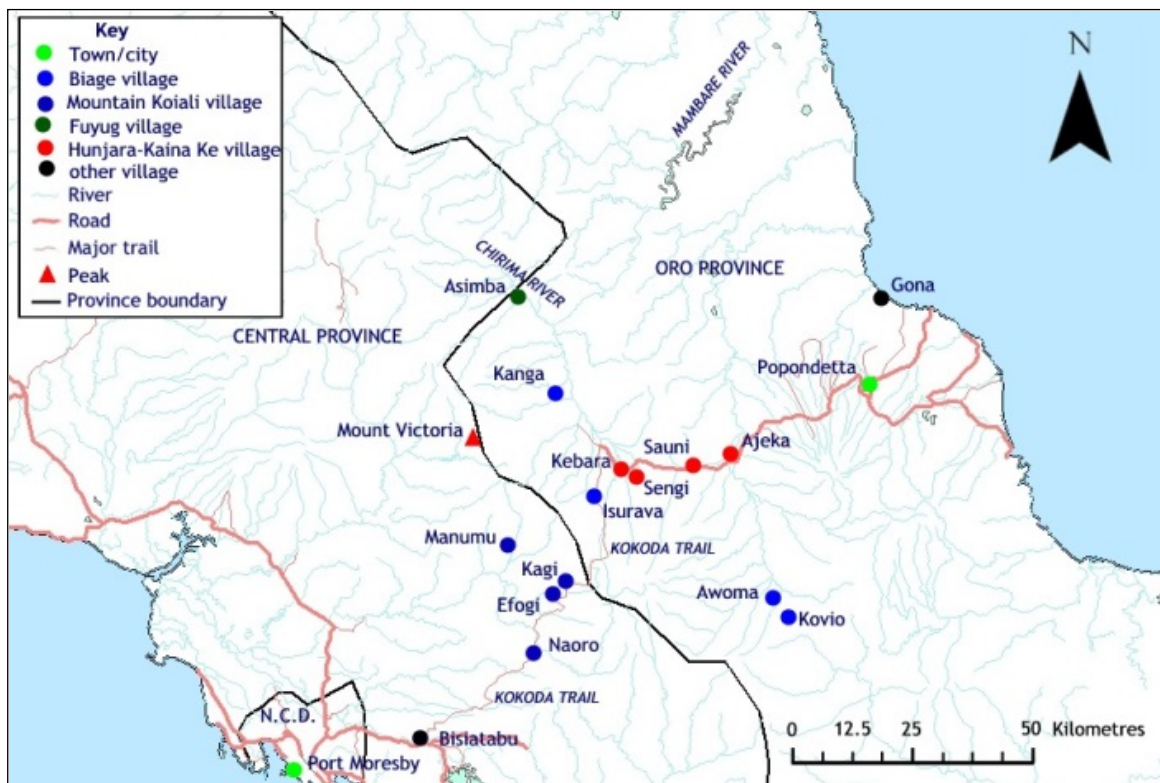 Key
Town/city
Biage village
Mountain Koiali village
Fuyug village
Hunjara-Kaina Ke village
other village
River
Road
Major trail
Peak
Province boundary
N
MAMBARE RIVER
CHIRIMA RIVER
ORO PROVINCE
Asimba
Gona
CENTRAL PROVINCE
Popondetta
Kanga
Mount Victoria
Sauni
Ajeka
Kebara
Sengi
Isurava
Manumu
KOKODA TRAIL
Kagi
Efogi
Awoma
Kovio
Naoro
KOKODA TRAIL
N.C.D.
Bisiatabu
Port Moresby
0 12.5 25 50 Kilometres